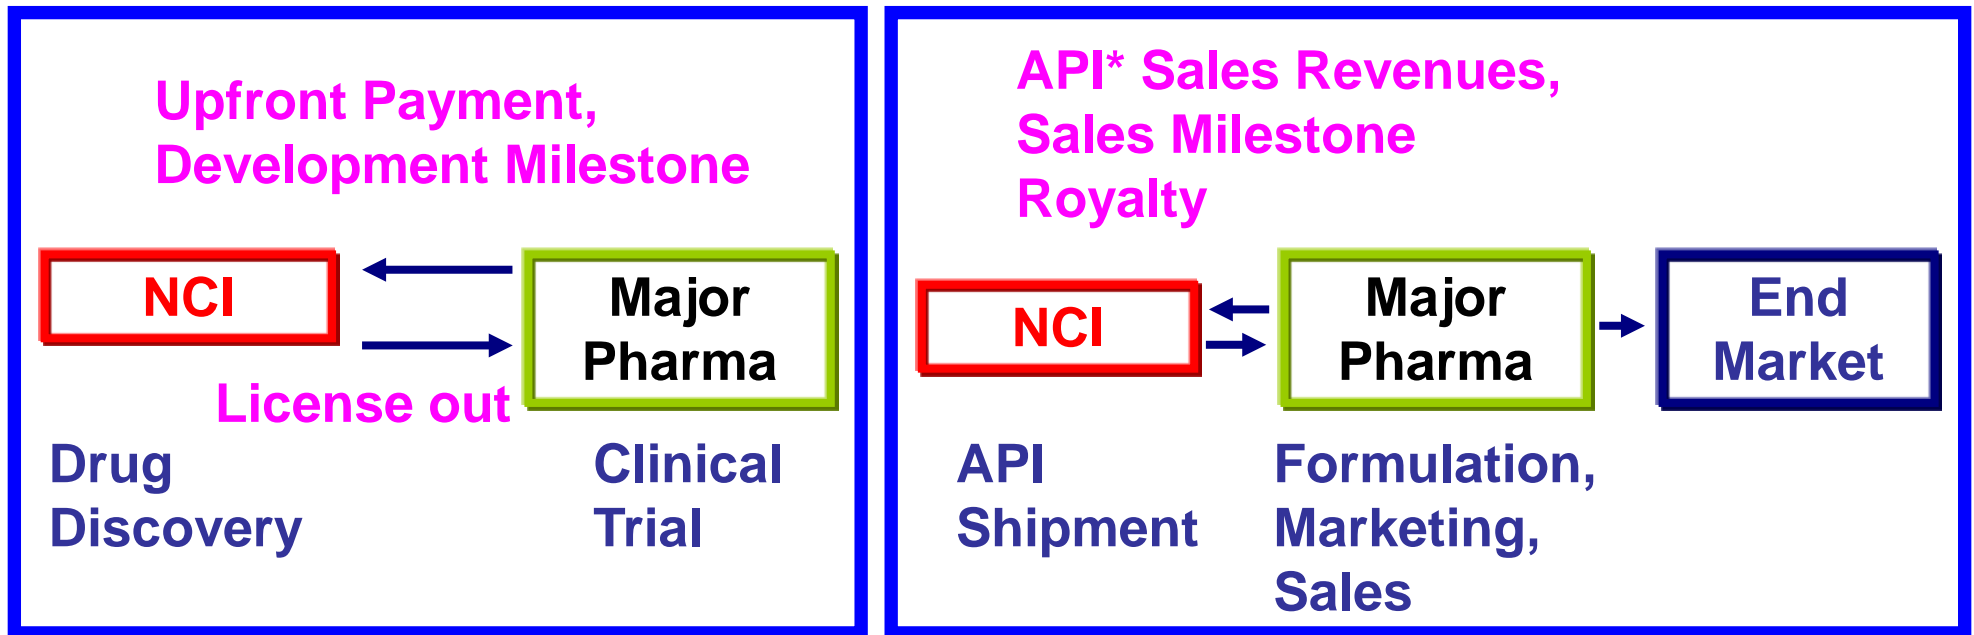 Upfront Payment,
Development Milestone
NCI
Major
Pharma
License out
Drug
Discovery
Clinical
Trial
API* Sales Revenues,
Sales Milestone
Royalty
NCI
Major
Pharma
End
Market
API
Shipment
Formulation,
Marketing,
Sales